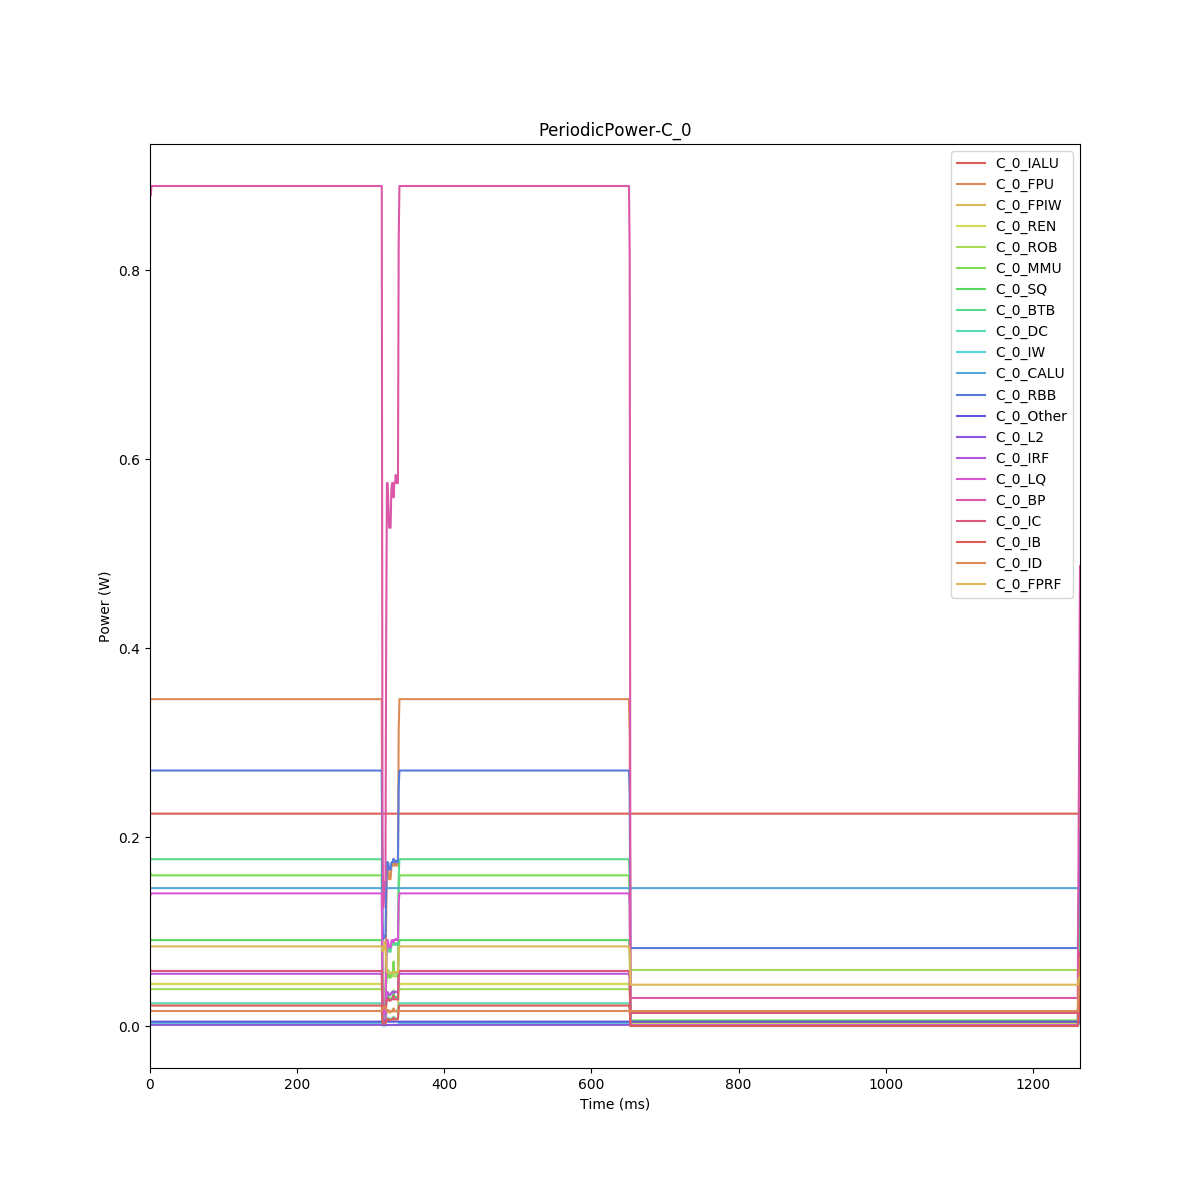 PeriodicPower-C_0
C_0_IALU
C_0_FPU
C_0_FPIW
C_0_REN
C_0_ROB
C_0_MMU
C_0_SQ
C_0_BTB
C_0_DC
C_0_IW
C_0_CALU
C_0_RBB
C_0_Other
C_0_L2
C_0_IRF
C_0_LQ
C_0_BP
C_0_IC
C_0_IB
C_0_ID
C_0_FPRF
Power (W)
0.8
0.6
0.4
0.2
0.0
0 200 400 600 800 1000 1200
Time (ms)